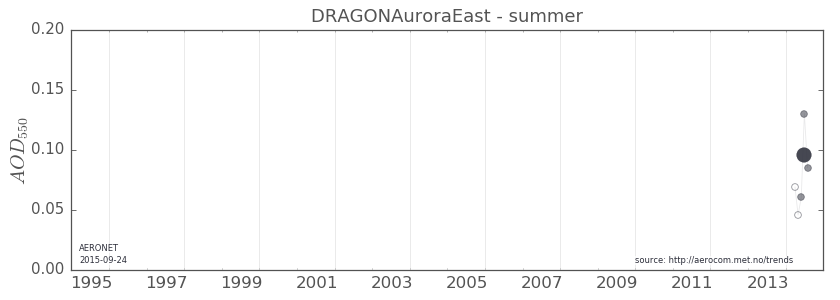 DRAGONAuroraEast - summer
0.20
0.15
0.10
0.05
0.00
AOD550
AERONET
2015-09-24
source: http://aerocom.met.no/trends
1995 1997 1999 2001 2003 2005 2007 2009 2011 2013